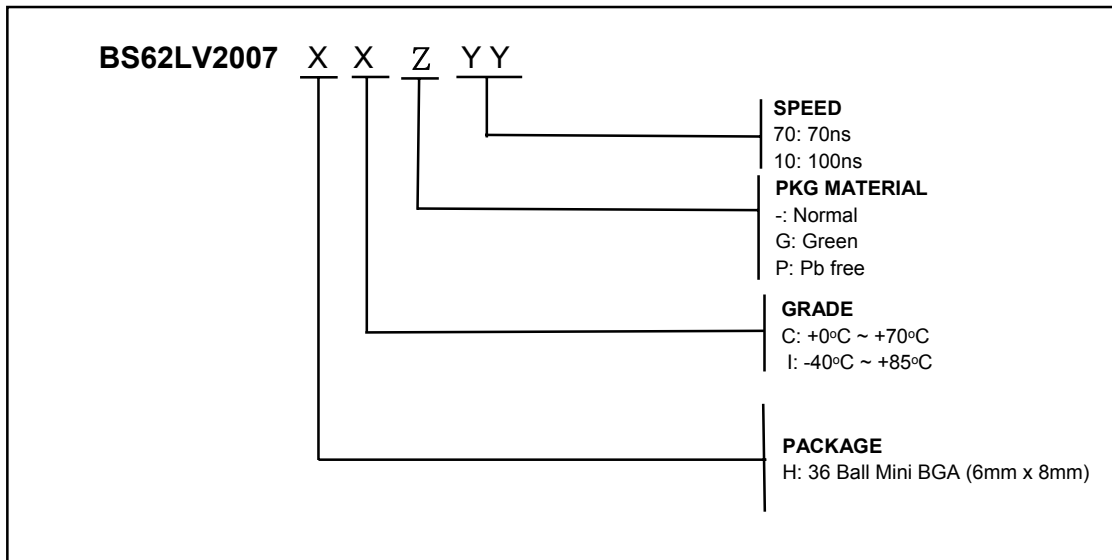 BS62LV2007 X X Z Y Y
SPEED
70: 70ns
10: 100ns
PKG MATERIAL
-: Normal
G: Green
P: Pb free
GRADE
C: +0ºC ~ +70ºC
I: -40ºC ~ +85ºC
PACKAGE
H: 36 Ball Mini BGA (6mm x 8mm)